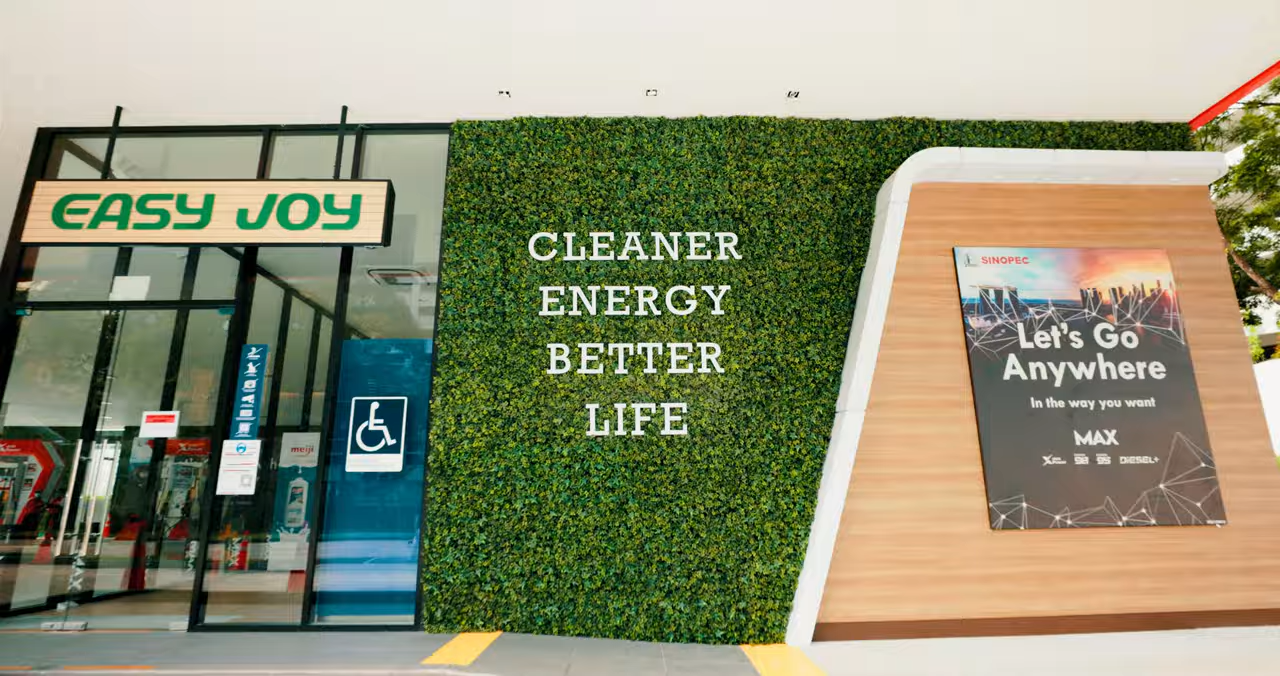 EASY JOY
CLEANER
ENERGY
BETTER
LIFE
SINOPEC
Let's Go
Anywhere
In the way you want
MAX
98 95 DIESEL+
meiji